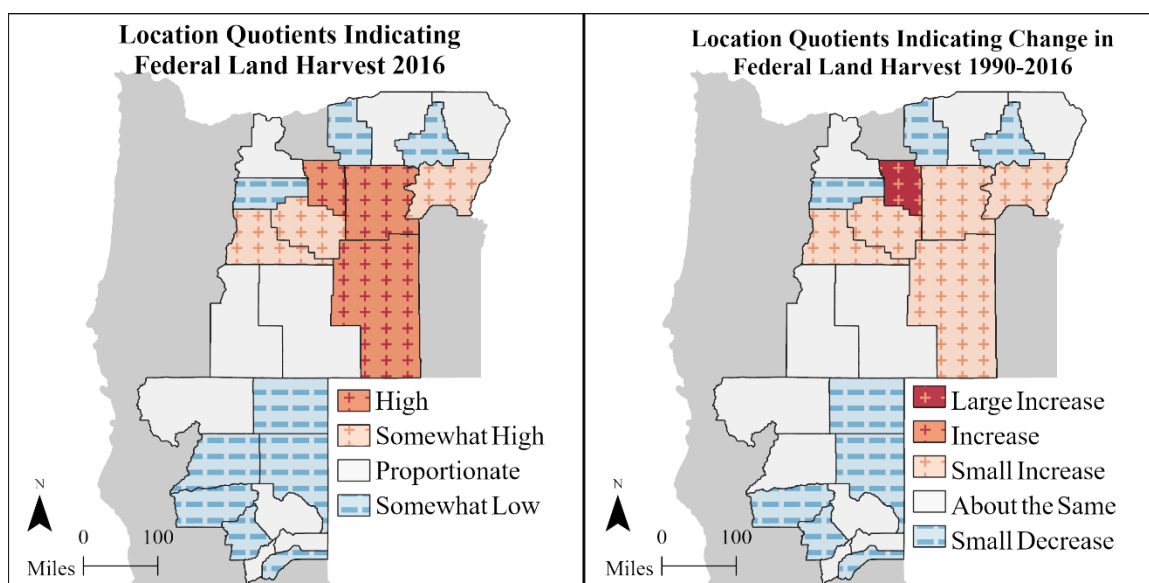 Location Quotients Indicating
Federal Land Harvest 2016
High
Somewhat High
Proportionate
Somewhat Low
N
0 100
Miles
Location Quotients Indicating Change in
Federal Land Harvest 1990-2016
Large Increase
Increase
Small Increase
About the Same
Small Decrease
N
0 100
Miles